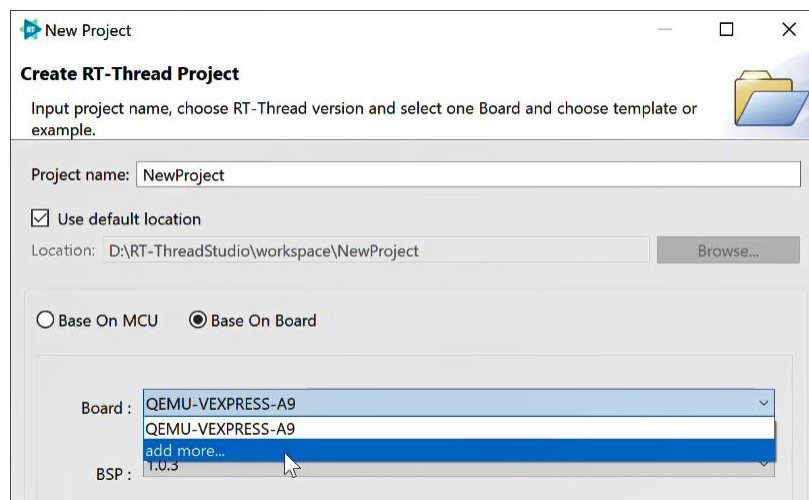 New Project
Create RT-Thread Project
Input project name, choose RT-Thread version and select one Board and choose template or
example.
Project name: NewProject
Use default location
Location: D:\RT-ThreadStudio\workspace\NewProject Browse...
Base On MCU Base On Board
Board : QEMU-VEXPRESS-A9
QEMU-VEXPRESS-A9
add more...
BSP : 1.0.3